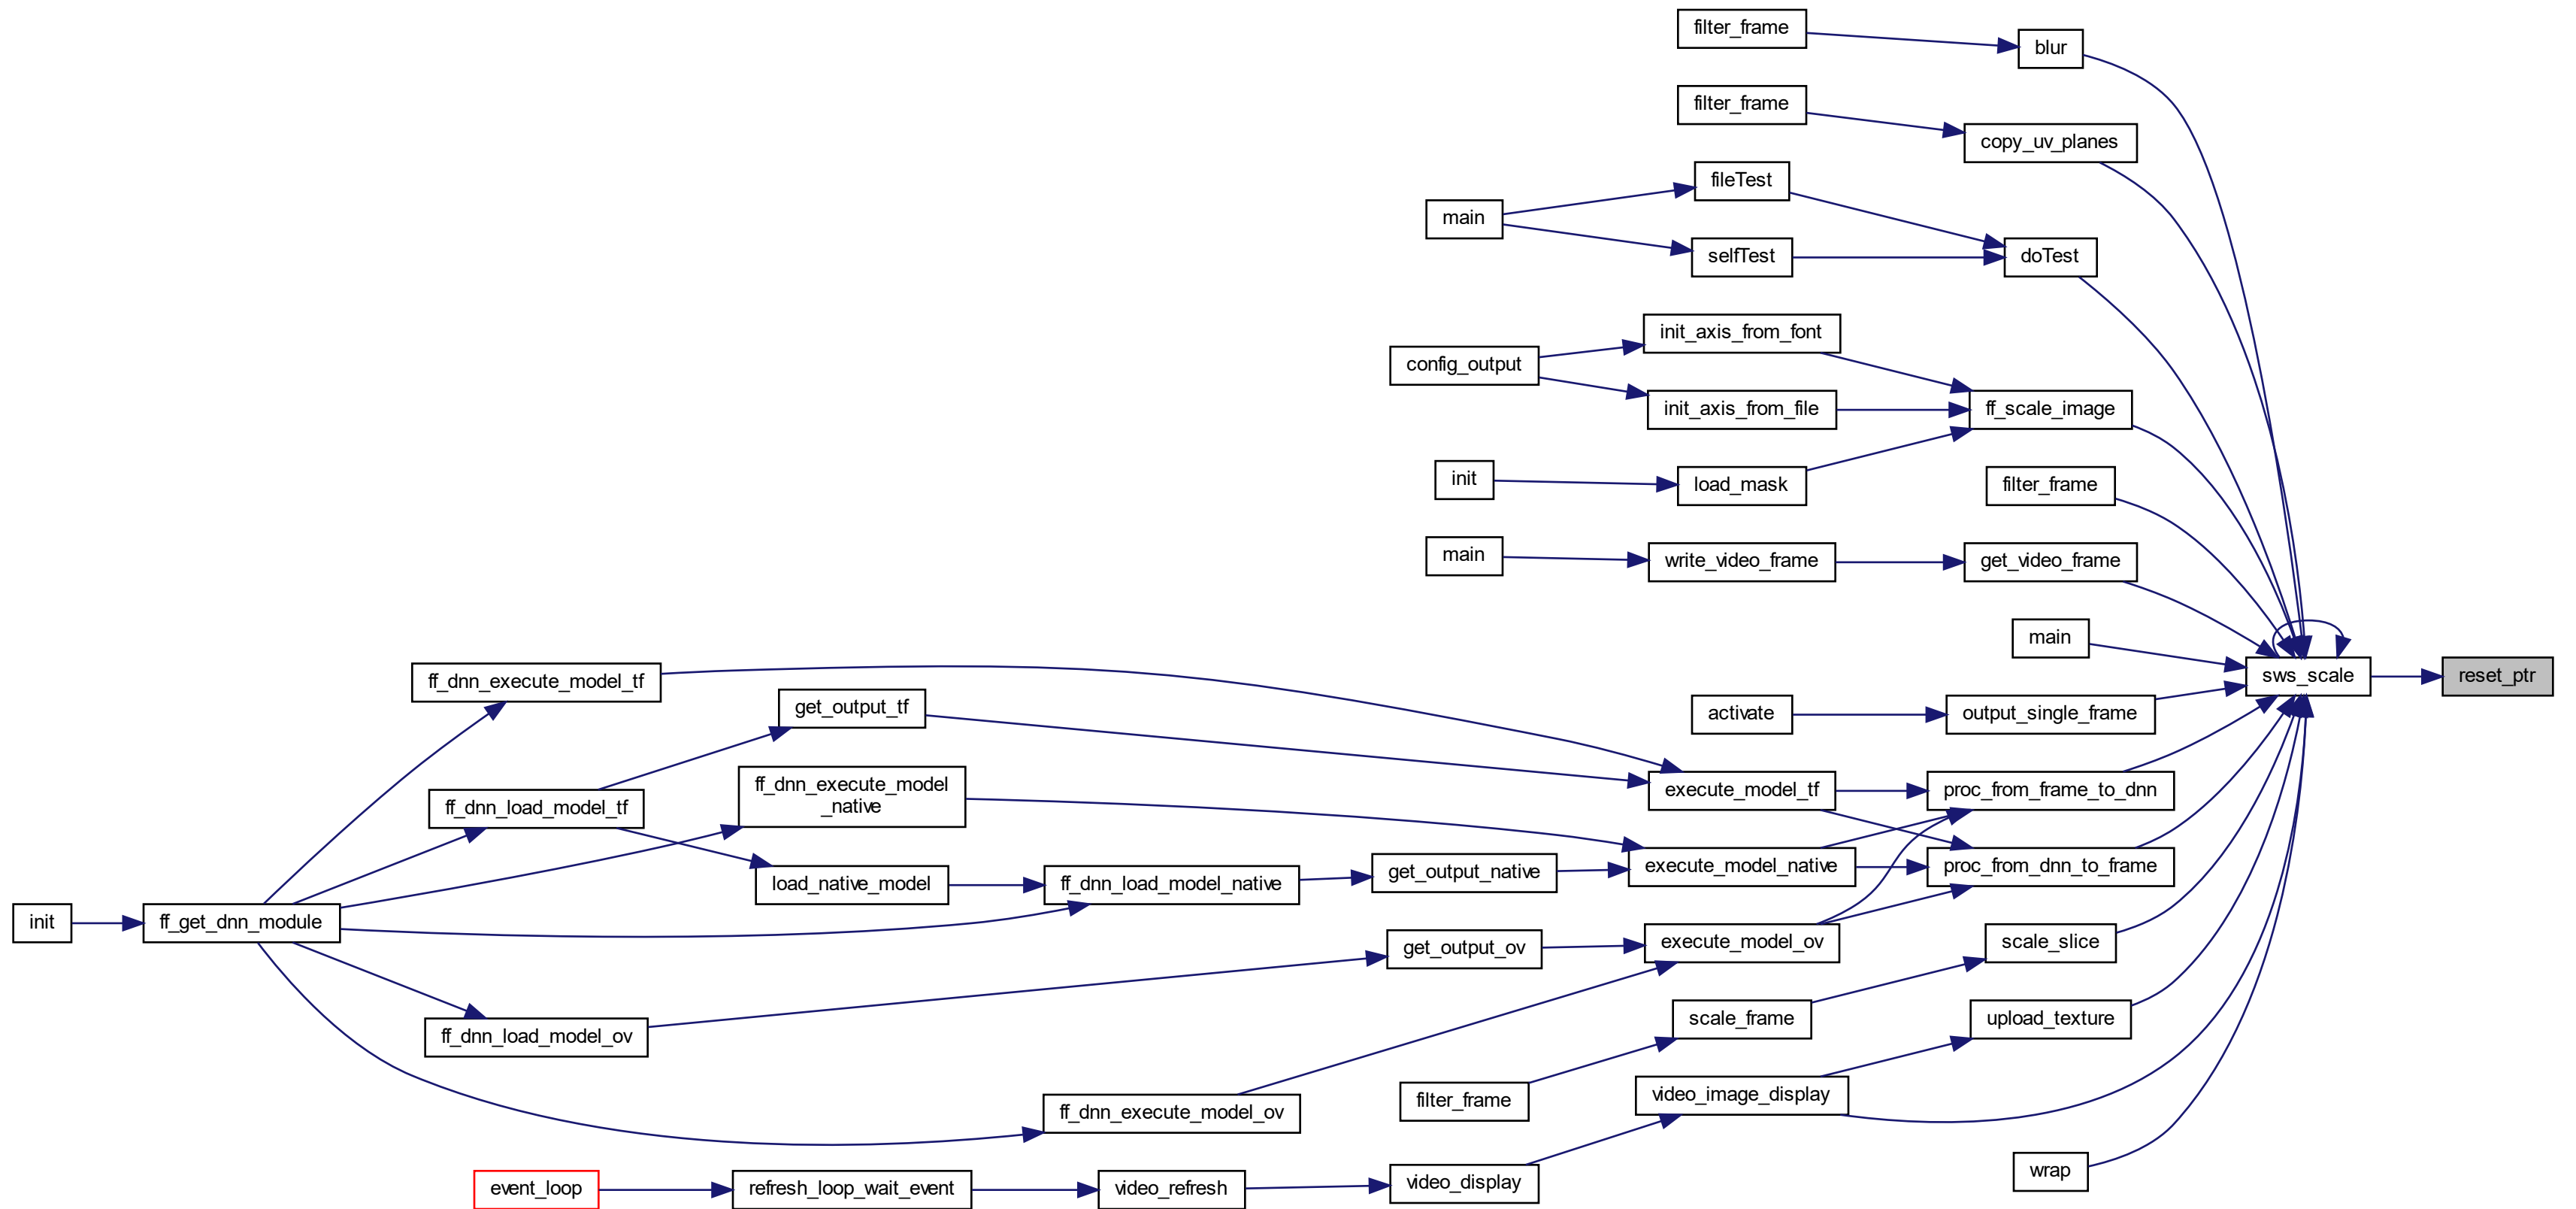 filter_frame
blur
filter_frame
copy_uv_planes
fileTest
main
selfTest
doTest
init_axis_from_font
config_output
init_axis_from_file
ff_scale_image
init
load_mask
filter_frame
main
write_video_frame
get_video_frame
main
sws_scale
reset_ptr
ff_dnn_execute_model_tf
get_output_tf
activate
output_single_frame
ff_dnn_load_model_tf
ff_dnn_execute_model
_native
execute_model_tf
proc_from_frame_to_dnn
load_native_model
ff_dnn_load_model_native
get_output_native
execute_model_native
proc_from_dnn_to_frame
init
ff_get_dnn_module
get_output_ov
execute_model_ov
scale_slice
ff_dnn_load_model_ov
scale_frame
upload_texture
ff_dnn_execute_model_ov
filter_frame
video_image_display
event_loop
refresh_loop_wait_event
video_refresh
video_display
wrap